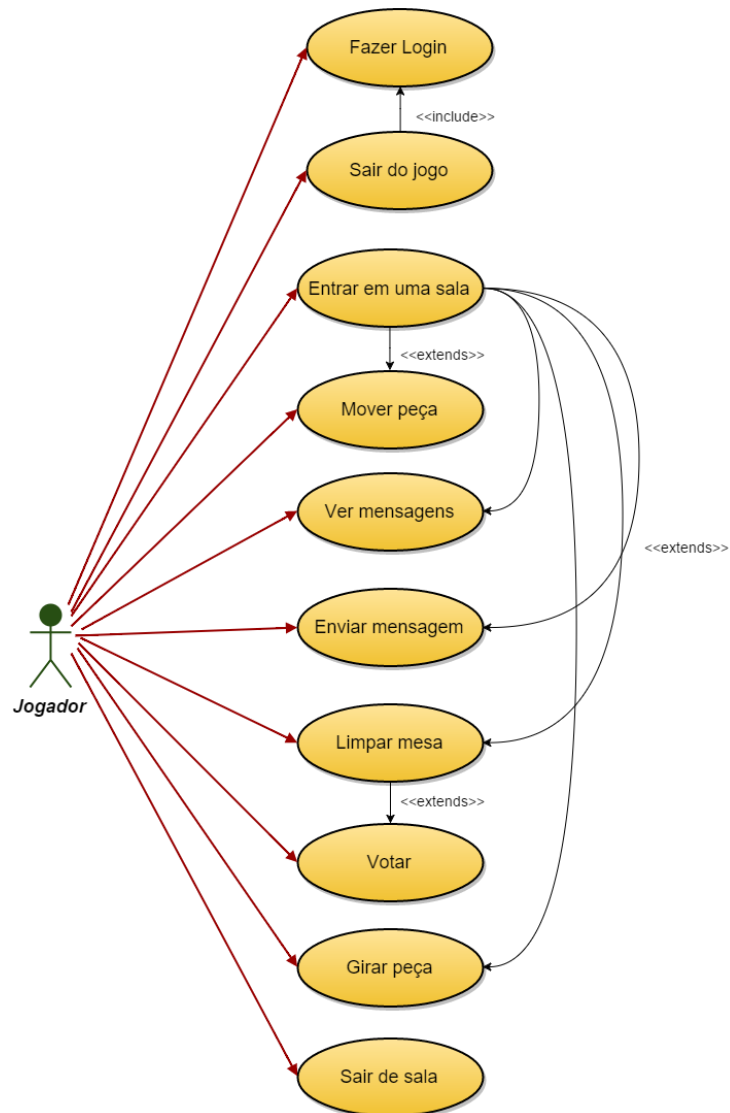 Fazer Login
<<include>>
Sair do jogo
Entrar em uma sala
<<extends>>
Mover peça
Ver mensagens
<<extends>>
Enviar mensagem
Jogador
Limpar mesa
<<extends>>
Votar
Girar peça
Sair de sala